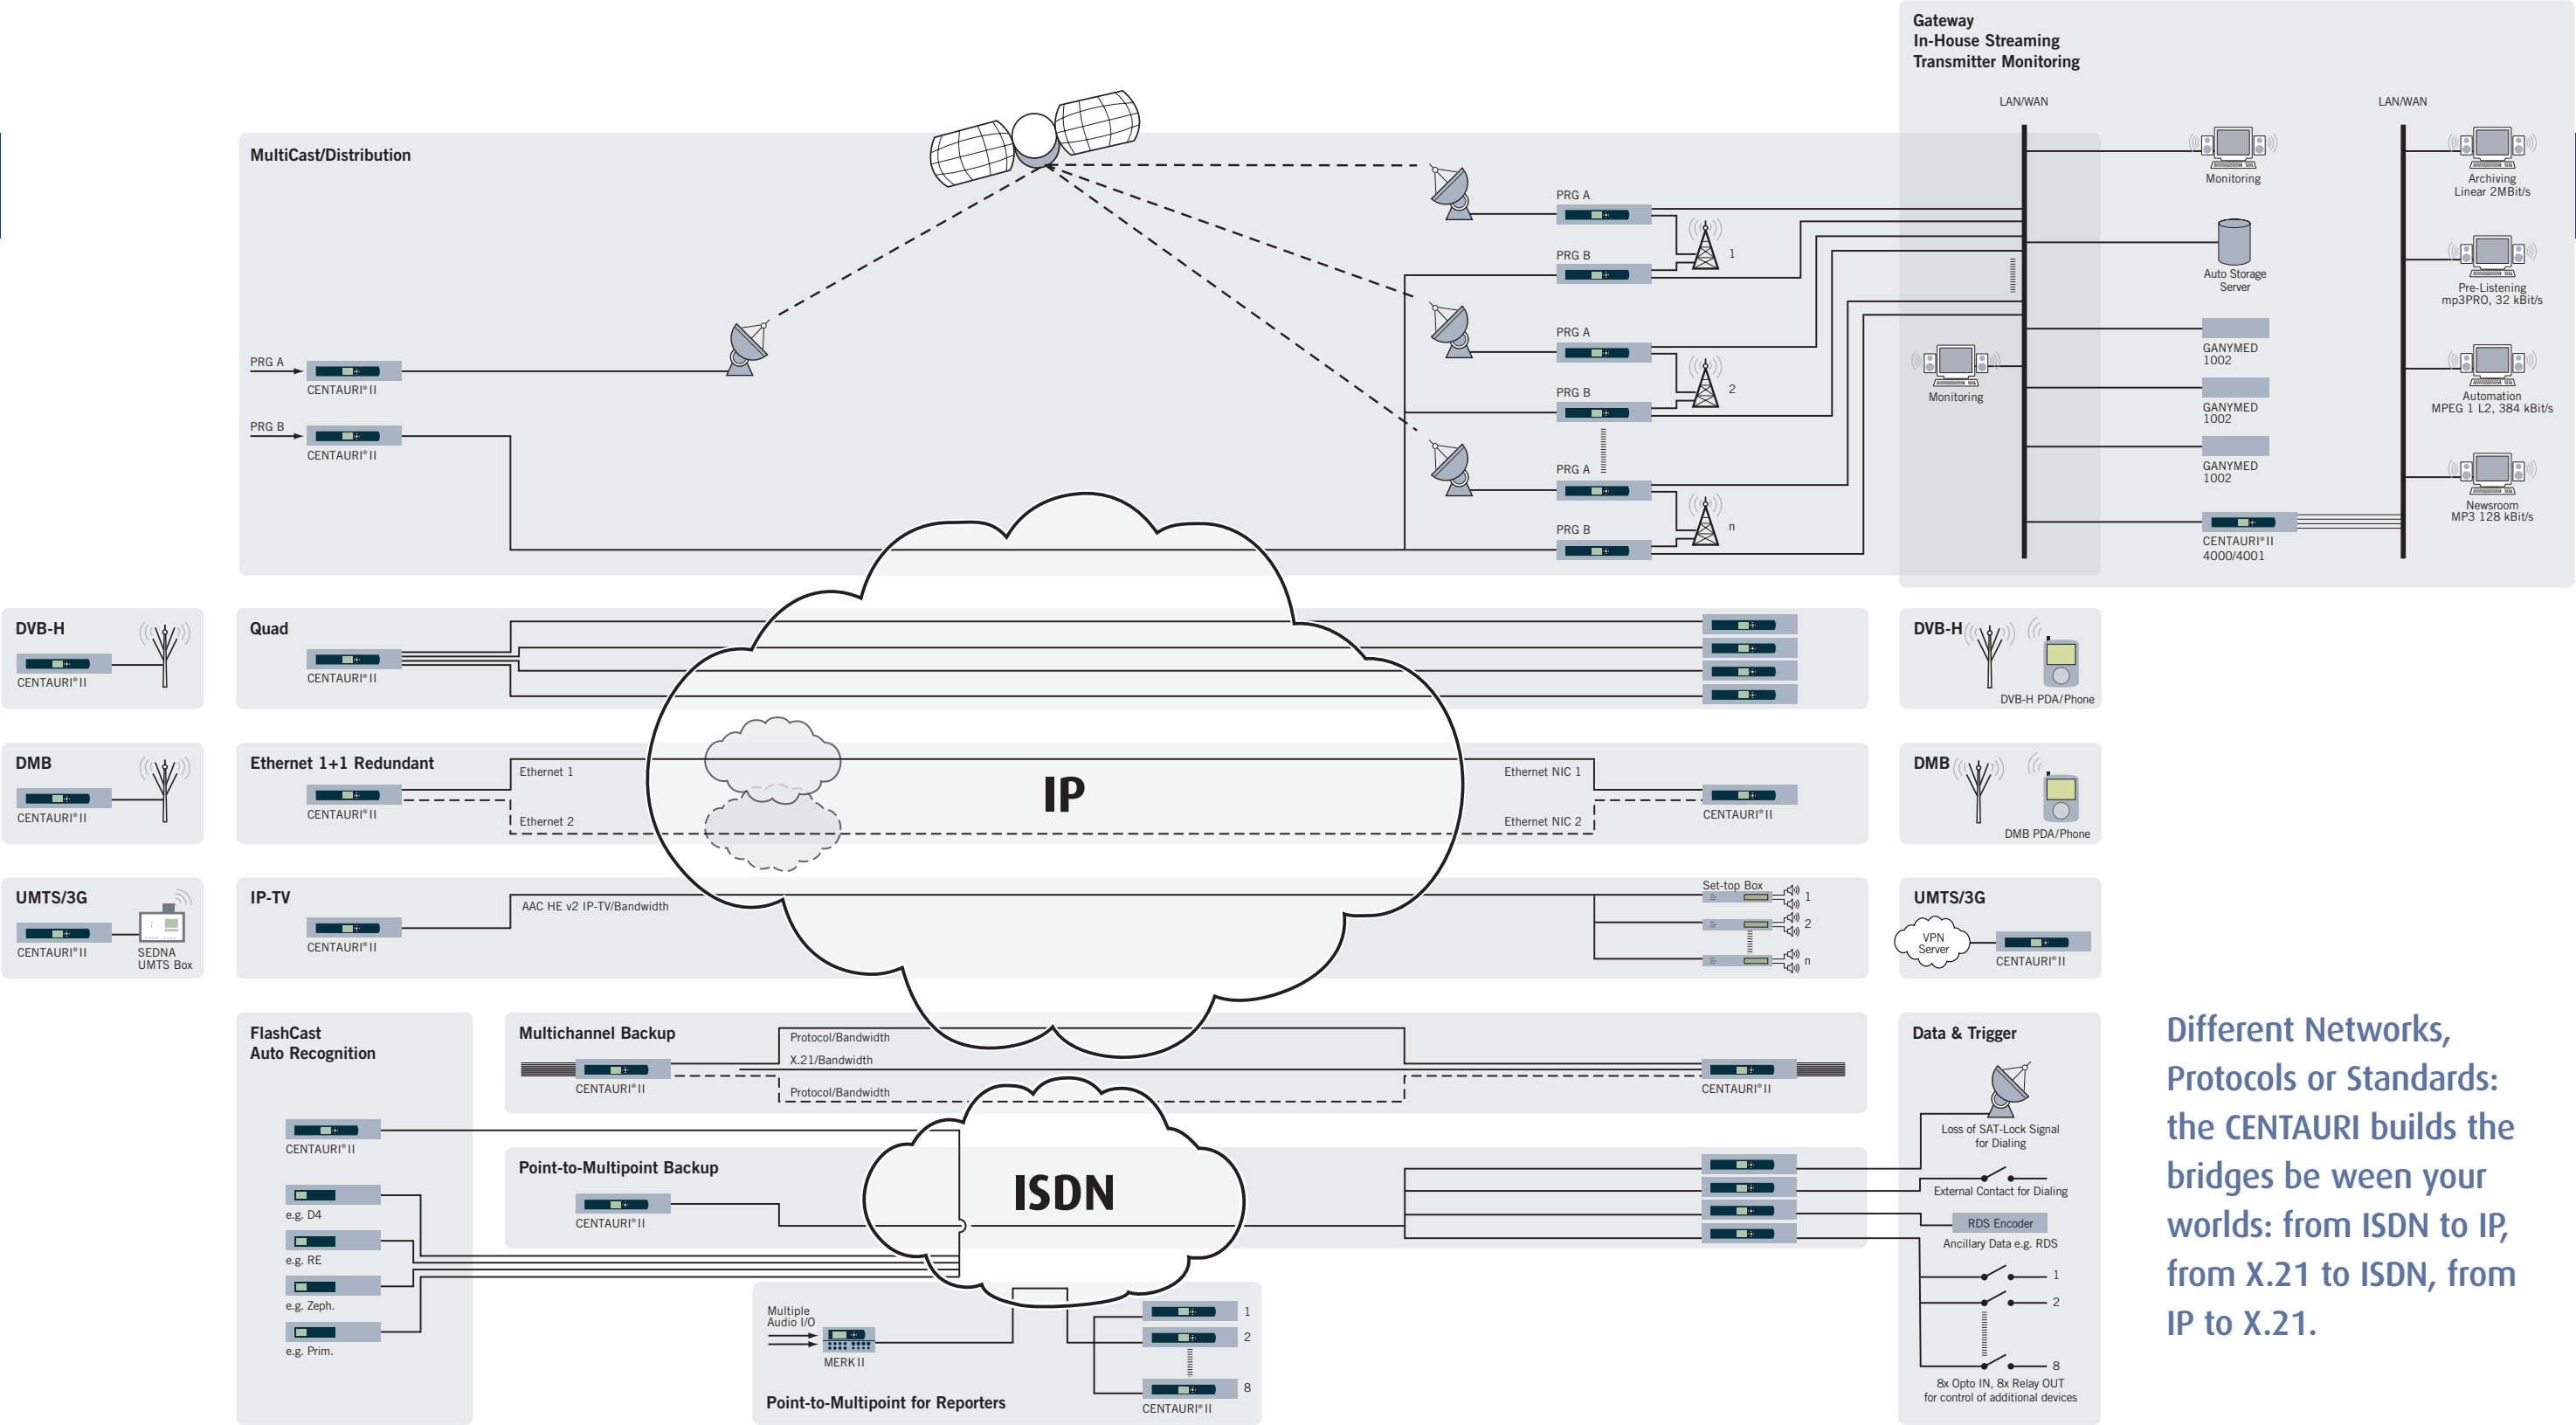 Gateway
In-House Streaming
Transmitter Monitoring
LAN/WAN
LAN/WAN
MultiCast/Distribution
PRG A
CENTAURI® II
PRG B
CENTAURI® II
PRG A
PRG B
1
PRG A
PRG B
2
PRG A
PRG B
n
Monitoring
Monitoring
Auto Storage
Server
GANYMED
1002
GANYMED
1002
GANYMED
1002
CENTAURI® II
4000/4001
Archiving
Linear 2MBit/s
Pre-Listening
mp3PRO, 32 kBit/s
Automation
MPEG 1 L2, 384 kBit/s
Newsroom
MP3 128 kBit/s
DVB-H
CENTAURI® II
Quad
CENTAURI® II
DVB-H
DVB-H PDA/Phone
DMB
CENTAURI® II
Ethernet 1+1 Redundant
CENTAURI® II
Ethernet 1
Ethernet 2
IP
Ethernet NIC 1
Ethernet NIC 2
CENTAURI® II
DMB
DMB PDA/Phone
UMTS/3G
CENTAURI® II
SEDNA
UMTS Box
IP-TV
CENTAURI® II
AAC HE v2 IP-TV/Bandwidth
Set-top Box
1
2
n
UMTS/3G
VPN
Server
CENTAURI® II
FlashCast
Auto Recognition
CENTAURI® II
e.g. D4
e.g. RE
e.g. Zeph.
e.g. Prim.
Multichannel Backup
CENTAURI® II
Protocol/Bandwidth
X.21/Bandwidth
Protocol/Bandwidth
CENTAURI® II
Point-to-Multipoint Backup
CENTAURI® II
ISDN
Multiple
Audio I/O
MERK II
1
2
8
CENTAURI® II
Point-to-Multipoint for Reporters
Data & Trigger
Loss of SAT-Lock Signal
for Dialing
External Contact for Dialing
RDS Encoder
Ancillary Data e.g. RDS
1
2
8
8x Opto IN, 8x Relay OUT
for control of additional devices
Different Networks,
Protocols or Standards:
the CENTAURI builds the
bridges be ween your
worlds: from ISDN to IP,
from X.21 to ISDN, from
IP to X.21.